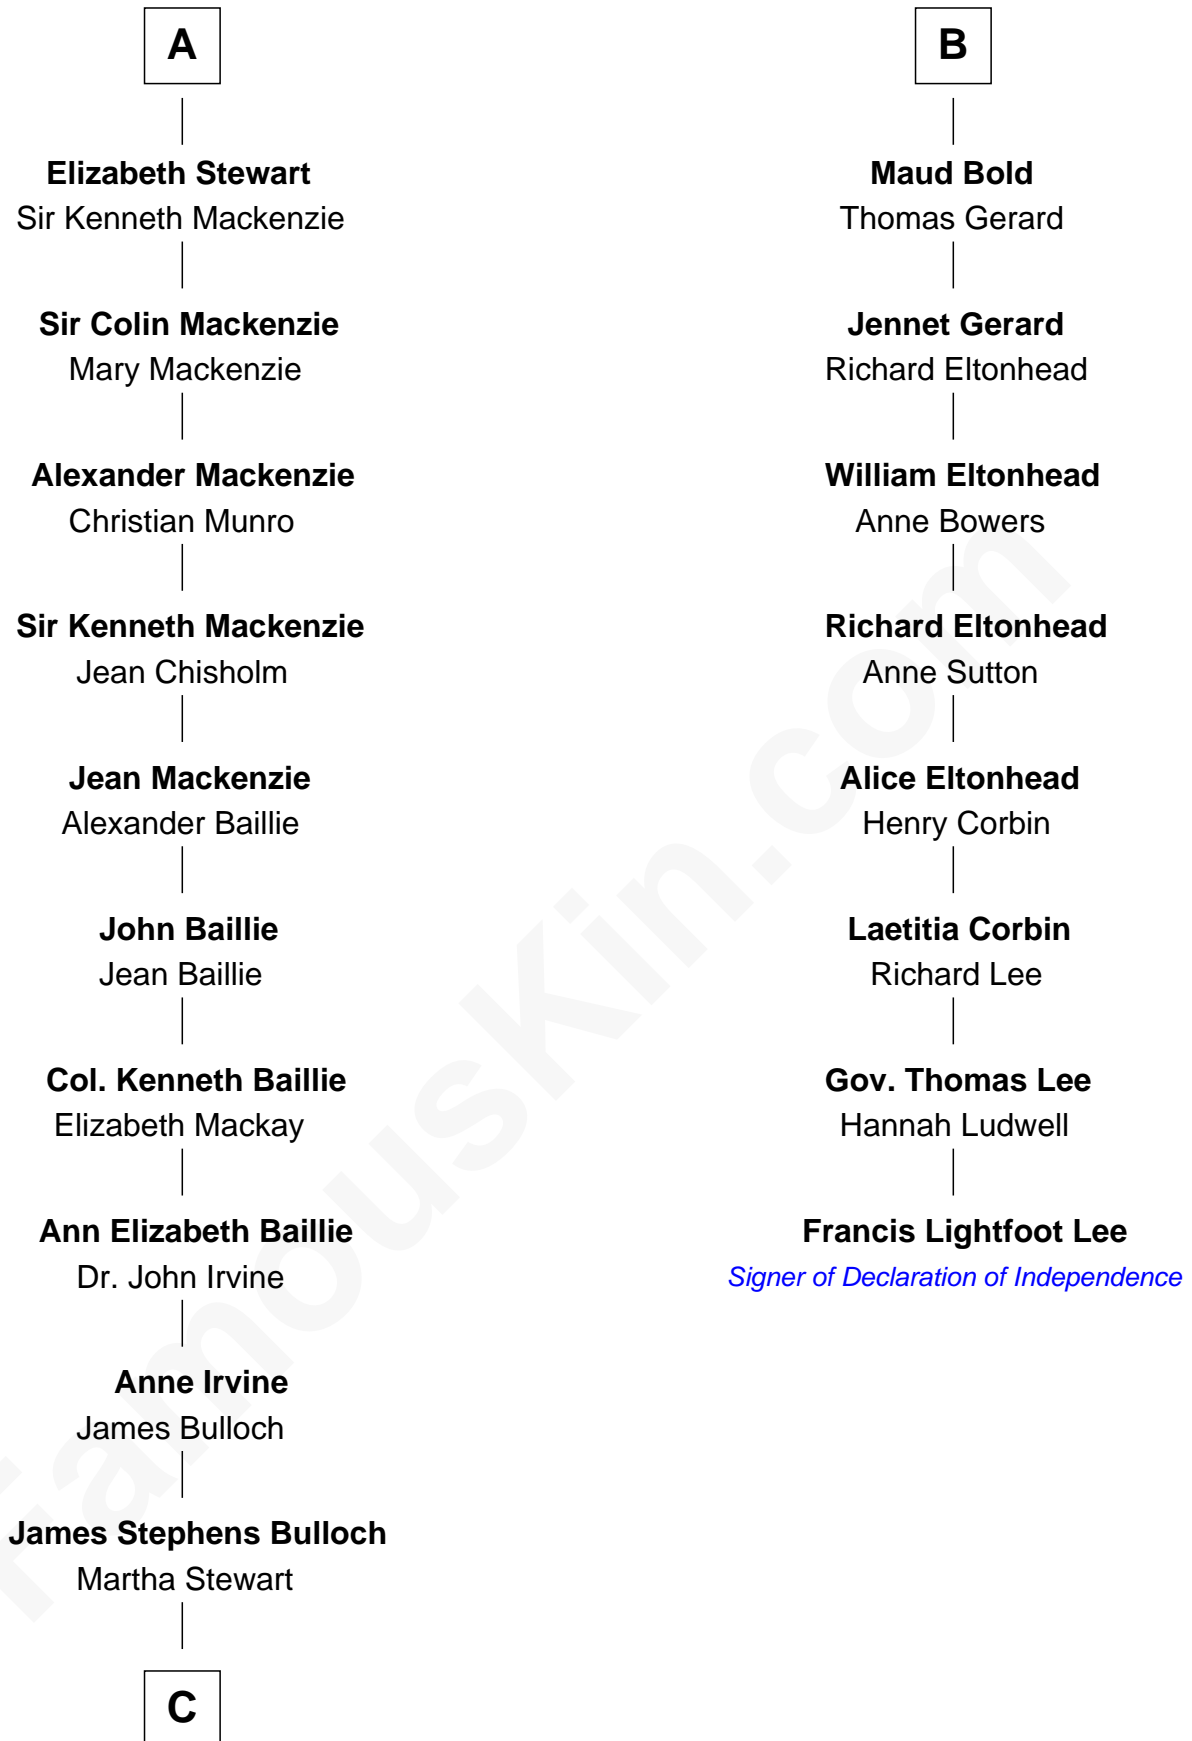 A
Elizabeth Stewart
Sir Kenneth Mackenzie
Sir Colin Mackenzie
Mary Mackenzie
Alexander Mackenzie
Christian Munro
Sir Kenneth Mackenzie
Jean Chisholm
Jean Mackenzie
Alexander Baillie
John Baillie
Jean Baillie
Col. Kenneth Baillie
Elizabeth Mackay
Ann Elizabeth Baillie
Dr. John Irvine
Anne Irvine
James Bulloch
James Stephens Bulloch
Martha Stewart
C
B
Maud Bold
Thomas Gerard
Jennet Gerard
Richard Eltonhead
William Eltonhead
Anne Bowers
Richard Eltonhead
Anne Sutton
Alice Eltonhead
Henry Corbin
Laetitia Corbin
Richard Lee
Gov. Thomas Lee
Hannah Ludwell
Francis Lightfoot Lee
Signer of Declaration of Independence
FamousKin.com